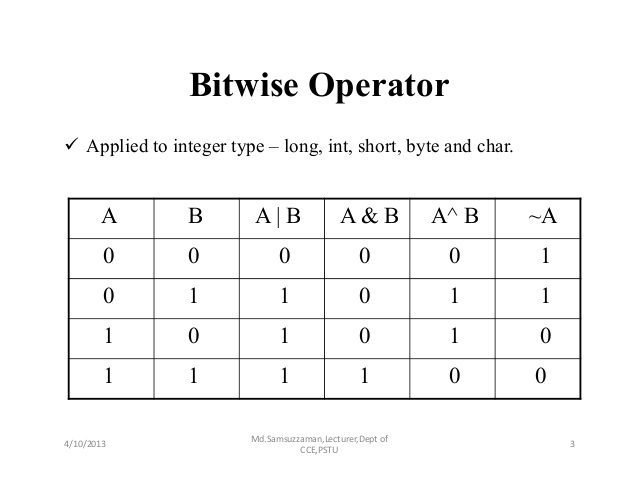 Bitwise Operator
✓ Applied to integer type – long, int, short, byte and char.
A B A | B A & B A^ B ~A
0 0 0 0 0 1
0 1 1 0 1 1
1 0 1 0 1 0
1 1 1 1 0 0
4/10/2013
Md.Samsuzzaman,Lecturer,Dept of
CCE,PSTU
3